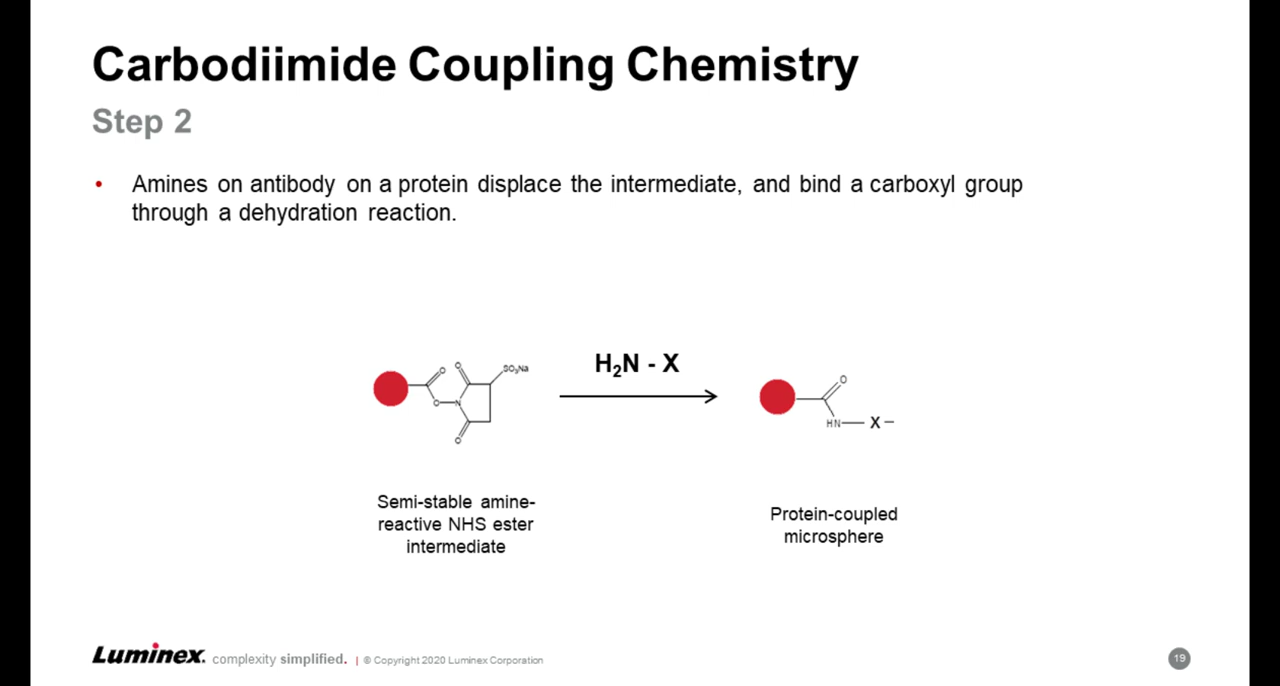 Carbodiimide Coupling Chemistry
Step 2
• Amines on antibody on a protein displace the intermediate, and bind a carboxyl group
through a dehydration reaction.
H₂N - X
O
O
SO₃Na
O
N
O
O
HN
X
Semi-stable amine-
reactive NHS ester
intermediate
Protein-coupled
microsphere
Luminex. complexity simplified. | © Copyright 2020 Luminex Corporation
19